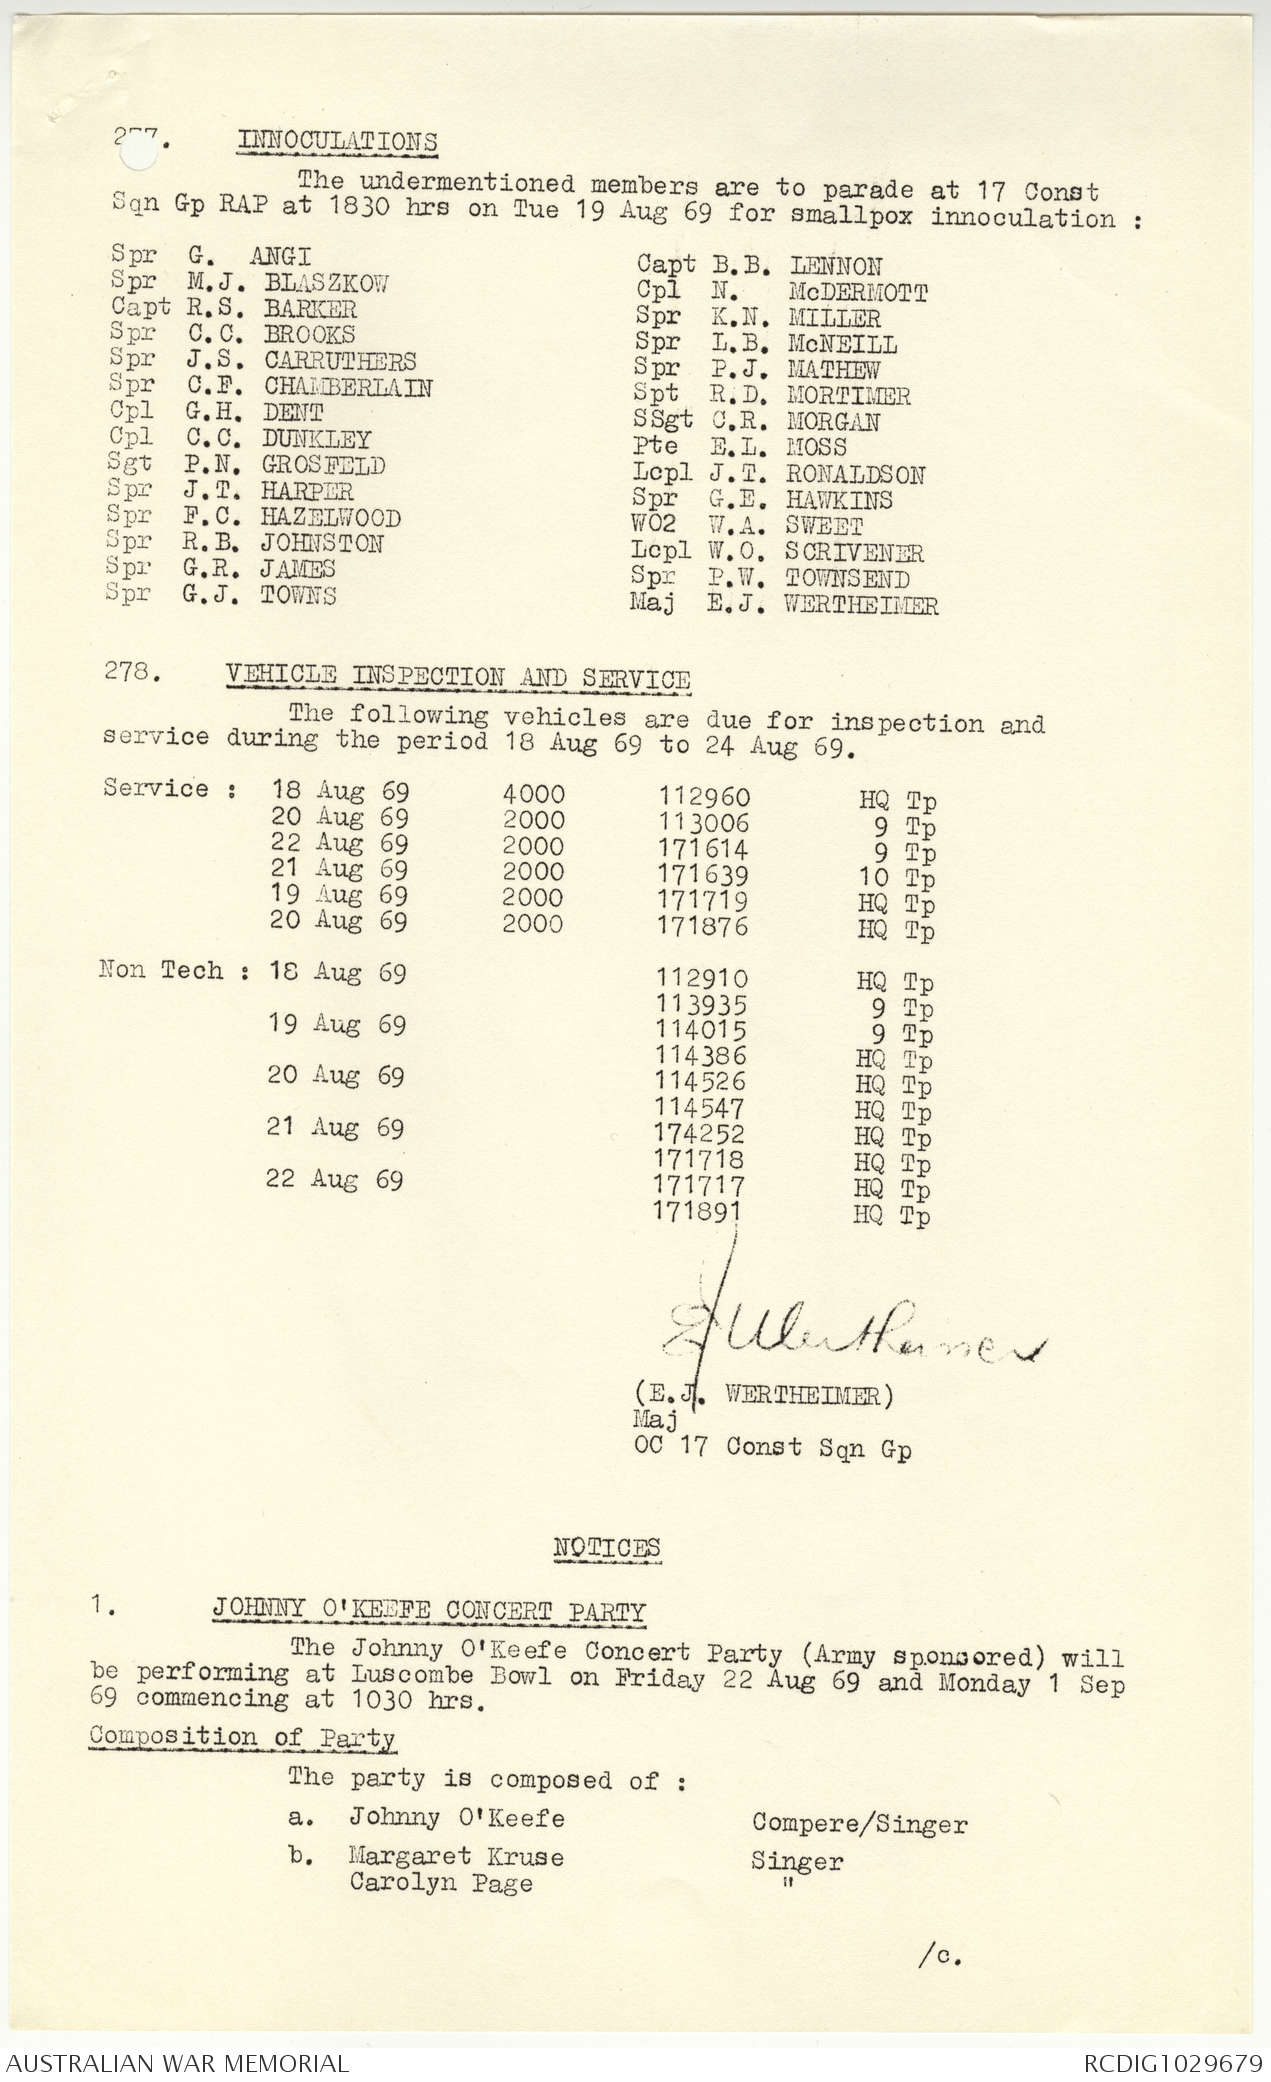 277. INNOCULATIONS
The undermentioned members are to parade at 17 Const
Sqn Gp RAP at 1830 hrs on Tue 19 Aug 69 for smallpox innoculation :
Spr G. ANGI
Spr M.J. BLASZKOW
Capt R.S. BARKER
Spr C.C. BROOKS
Spr J.S. CARRUTHERS
Spr C.F. CHAMBERLAIN
Cpl G.H. DENT
Cpl C.C. DUNKLEY
Sgt P.N. GROSFELD
Spr J.T. HARPER
Spr F.C. HAZELWOOD
Spr R.B. JOHNSTON
Spr G.R. JAMES
Spr G.J. TOWNS
Capt B.B. LENNON
Cpl N. McDERMOTT
Spr K.N. MILLER
Spr L.B. McNEILL
Spr P.J. MATHEW
Spt R.D. MORTIMER
SSgt C.R. MORGAN
Pte E.L. MOSS
Lcpl J.T. RONALDSON
Spr G.E. HAWKINS
WO2 W.A. SWEET
Lcpl W.O. SCRIVENER
Spr P.W. TOWNSEND
Maj E.J. WERTHEIMER
278. VEHICLE INSPECTION AND SERVICE
The following vehicles are due for inspection and
service during the period 18 Aug 69 to 24 Aug 69.
Service : 18 Aug 69 4000 112960 HQ Tp
20 Aug 69 2000 113006 9 Tp
22 Aug 69 2000 171614 9 Tp
21 Aug 69 2000 171639 10 Tp
19 Aug 69 2000 171719 HQ Tp
20 Aug 69 2000 171876 HQ Tp
Non Tech : 18 Aug 69 112910 HQ Tp
113935 9 Tp
19 Aug 69 114015 9 Tp
114386 HQ Tp
20 Aug 69 114526 HQ Tp
114547 HQ Tp
21 Aug 69 174252 HQ Tp
171718 HQ Tp
22 Aug 69 171717 HQ Tp
171891 HQ Tp
EJ Wertheimer
(E.J. WERTHEIMER)
Maj
OC 17 Const Sqn Gp
NOTICES
1. JOHNNY O'KEEFE CONCERT PARTY
The Johnny O'Keefe Concert Party (Army sponsored) will
be performing at Luscombe Bowl on Friday 22 Aug 69 and Monday 1 Sep
69 commencing at 1030 hrs.
Composition of Party
The party is composed of :
a. Johnny O'Keefe Compere/Singer
b. Margaret Kruse Singer
Carolyn Page "
/c.
AUSTRALIAN WAR MEMORIAL RCDIG1029679